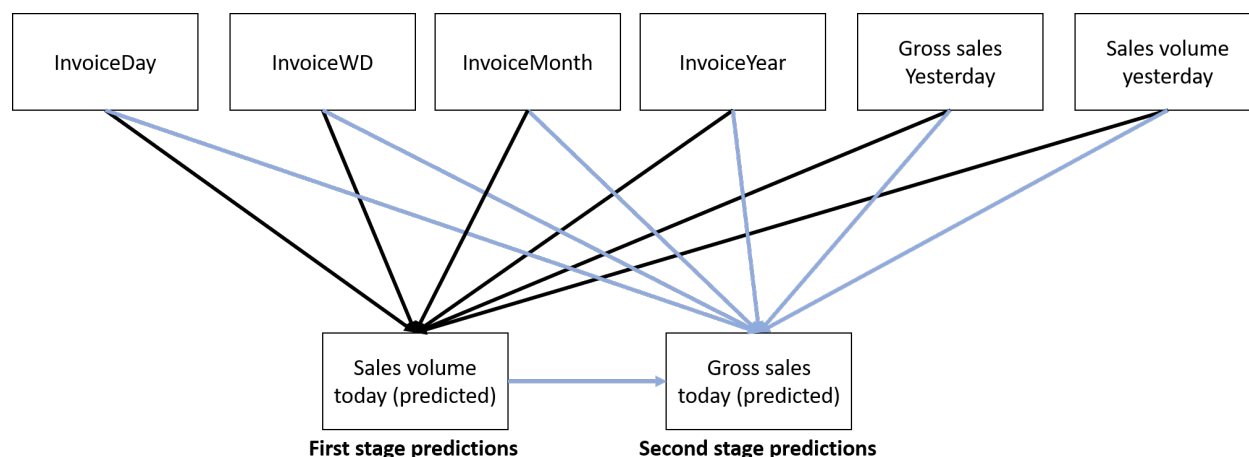 InvoiceDay
InvoiceWD
InvoiceMonth
InvoiceYear
Gross sales
Yesterday
Sales volume
yesterday
Sales volume
today (predicted)
Gross sales
today (predicted)
First stage predictions
Second stage predictions